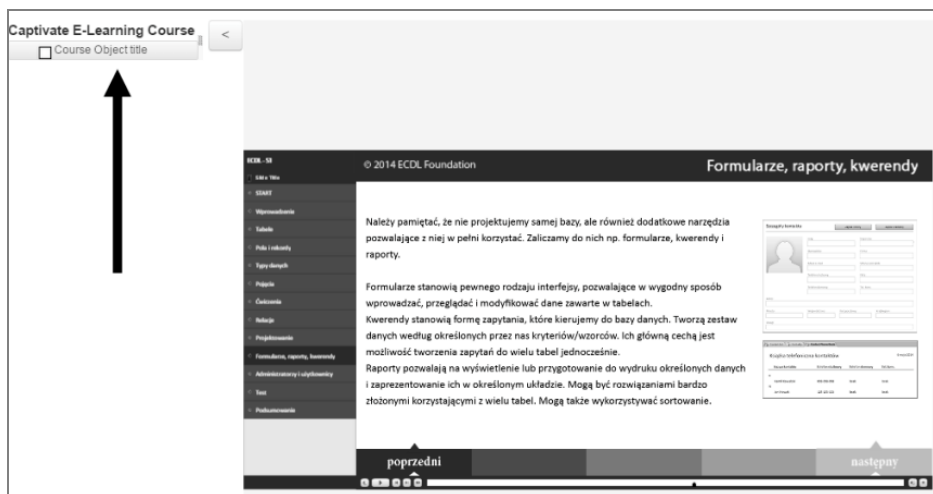 Captivate E-Learning Course
<
Course Object title
ECDL - S1
Slide Title
START
Wprowadzenie
Tabele
Pola i rekordy
Typy danych
Pojęcia
Ćwiczenia
Relacje
Projektowanie
Formularze, raporty, kwerendy
Administratorzy i użytkownicy
Test
Podsumowanie
© 2014 ECDL Foundation
Formularze, raporty, kwerendy
Należy pamiętać, że nie projektujemy samej bazy, ale również dodatkowe narzędzia
pozwalające z niej w pełni korzystać. Zaliczamy do nich np. formularze, kwerendy i
raporty.
Formularze stanowią pewnego rodzaju interfejsy, pozwalające w wygodny sposób
wprowadzać, przeglądać i modyfikować dane zawarte w tabelach.
Kwerendy stanowią formę zapytania, które kierujemy do bazy danych. Tworzą zestaw
danych według określonych przez nas kryteriów/wzorców. Ich główną cechą jest
możliwość tworzenia zapytań do wielu tabel jednocześnie.
Raporty pozwalają na wyświetlenie lub przygotowanie do wydruku określonych danych
i zaprezentowanie ich w określonym układzie. Mogą być rozwiązaniami bardzo
złożonymi korzystającymi z wielu tabel. Mogą także wykorzystywać sortowanie.
Szczegóły kontaktu
Książka telefoniczna kontaktów
poprzedni
następny